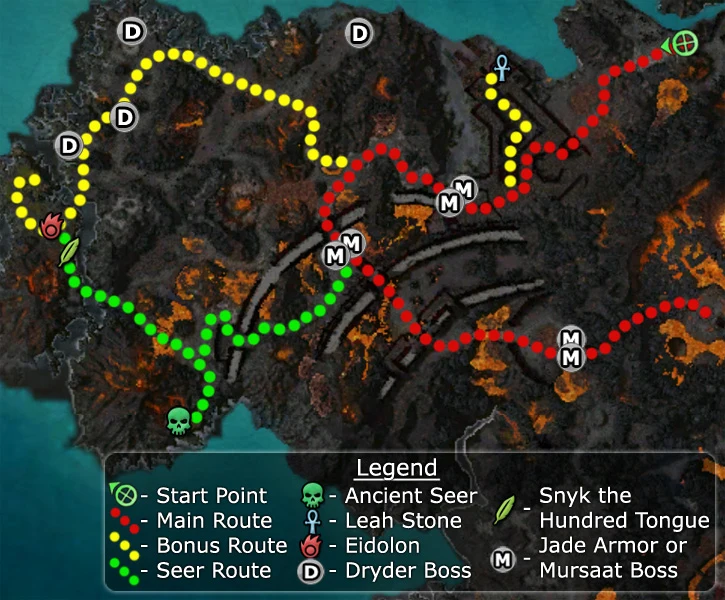 D
D
D
D
M
M
M
M
M
M
Legend
- Start Point
- Main Route
- Bonus Route
- Seer Route
- Ancient Seer
- Leah Stone
- Eidolon
D - Dryder Boss
- Snyk the
Hundred Tongue
M - Jade Armor or
Mursaat Boss